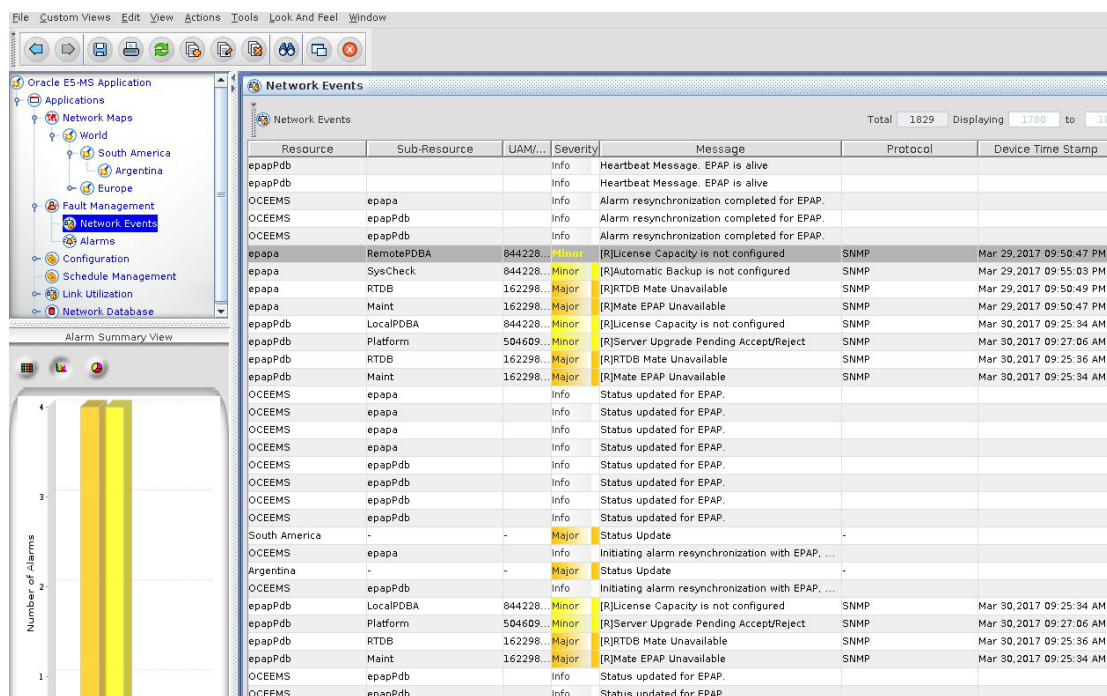 File Custom Views Edit View Actions Tools Look And Feel Window
Oracle E5-MS Application
Applications
Network Maps
World
South America
Argentina
Europe
Fault Management
Network Events
Alarms
Configuration
Schedule Management
Link Utilization
Network Database
Alarm Summary View
4
3
2
1
Number of Alarms
Network Events
Network Events Total 1829 Displaying 1780 to
Resource Sub-Resource UAM/... Severity Message Protocol Device Time Stamp
epapPdb Info Heartbeat Message. EPAP is alive
epapPdb Info Heartbeat Message. EPAP is alive
OCEEMS epapa Info Alarm resynchronization completed for EPAP.
OCEEMS epapPdb Info Alarm resynchronization completed for EPAP.
OCEEMS epapPdb Info Alarm resynchronization completed for EPAP.
epapa RemotePDBA 844228... Minor [R]License Capacity is not configured SNMP Mar 29,2017 09:50:47 PM
epapa SysCheck 844228... Minor [R]Automatic Backup is not configured SNMP Mar 29,2017 09:55:03 PM
epapa RTDB 162298... Major [R]RTDB Mate Unavailable SNMP Mar 29,2017 09:50:49 PM
epapa Maint 162298... Major [R]Mate EPAP Unavailable SNMP Mar 29,2017 09:50:47 PM
epapPdb LocalPDBA 844228... Minor [R]License Capacity is not configured SNMP Mar 30,2017 09:25:34 AM
epapPdb Platform 504609... Minor [R]Server Upgrade Pending Accept/Reject SNMP Mar 30,2017 09:27:06 AM
epapPdb RTDB 162298... Major [R]RTDB Mate Unavailable SNMP Mar 30,2017 09:25:36 AM
epapPdb Maint 162298... Major [R]Mate EPAP Unavailable SNMP Mar 30,2017 09:25:34 AM
OCEEMS epapa Info Status updated for EPAP.
OCEEMS epapa Info Status updated for EPAP.
OCEEMS epapa Info Status updated for EPAP.
OCEEMS epapa Info Status updated for EPAP.
OCEEMS epapPdb Info Status updated for EPAP.
OCEEMS epapPdb Info Status updated for EPAP.
OCEEMS epapPdb Info Status updated for EPAP.
OCEEMS epapPdb Info Status updated for EPAP.
South America - - Major Status Update -
OCEEMS epapa Info Initiating alarm resynchronization with EPAP, ...
Argentina - - Major Status Update -
OCEEMS epapPdb Info Initiating alarm resynchronization with EPAP, ...
epapPdb LocalPDBA 844228... Minor [R]License Capacity is not configured SNMP Mar 30,2017 09:25:34 AM
epapPdb Platform 504609... Minor [R]Server Upgrade Pending Accept/Reject SNMP Mar 30,2017 09:27:06 AM
epapPdb RTDB 162298... Major [R]RTDB Mate Unavailable SNMP Mar 30,2017 09:25:36 AM
epapPdb Maint 162298... Major [R]Mate EPAP Unavailable SNMP Mar 30,2017 09:25:34 AM
OCEEMS epapPdb Info Status updated for EPAP.
OCEEMS epapPdb Info Status updated for EPAP